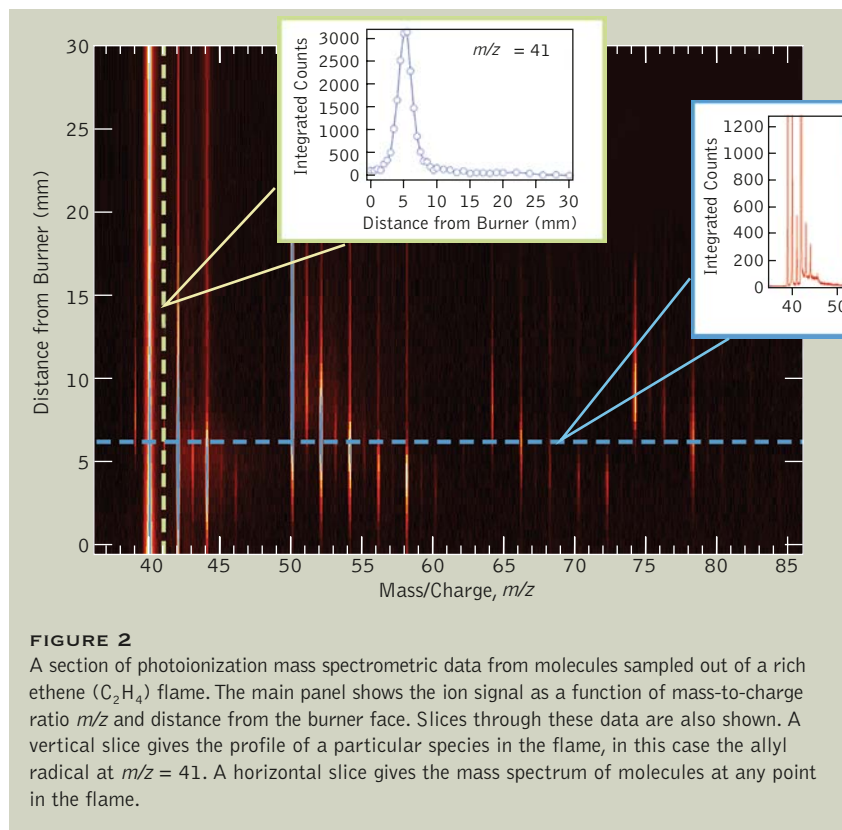 3000
2500
2000
1500
1000
500
0
Integrated Counts
m/z = 41
0 5 10 15 20 25 30
Distance from Burner (mm)
1200
1000
800
600
400
200
0
Integrated Counts
40
30
25
20
15
10
5
0
Distance from Burner (mm)
40 45 50 55 60 65 70 75 80 85
Mass/Charge, m/z
FIGURE 2
A section of photoionization mass spectrometric data from molecules sampled out of a rich
ethene (C₂H₄) flame. The main panel shows the ion signal as a function of mass-to-charge
ratio m/z and distance from the burner face. Slices through these data are also shown. A
vertical slice gives the profile of a particular species in the flame, in this case the allyl
radical at m/z = 41. A horizontal slice gives the mass spectrum of molecules at any point
in the flame.